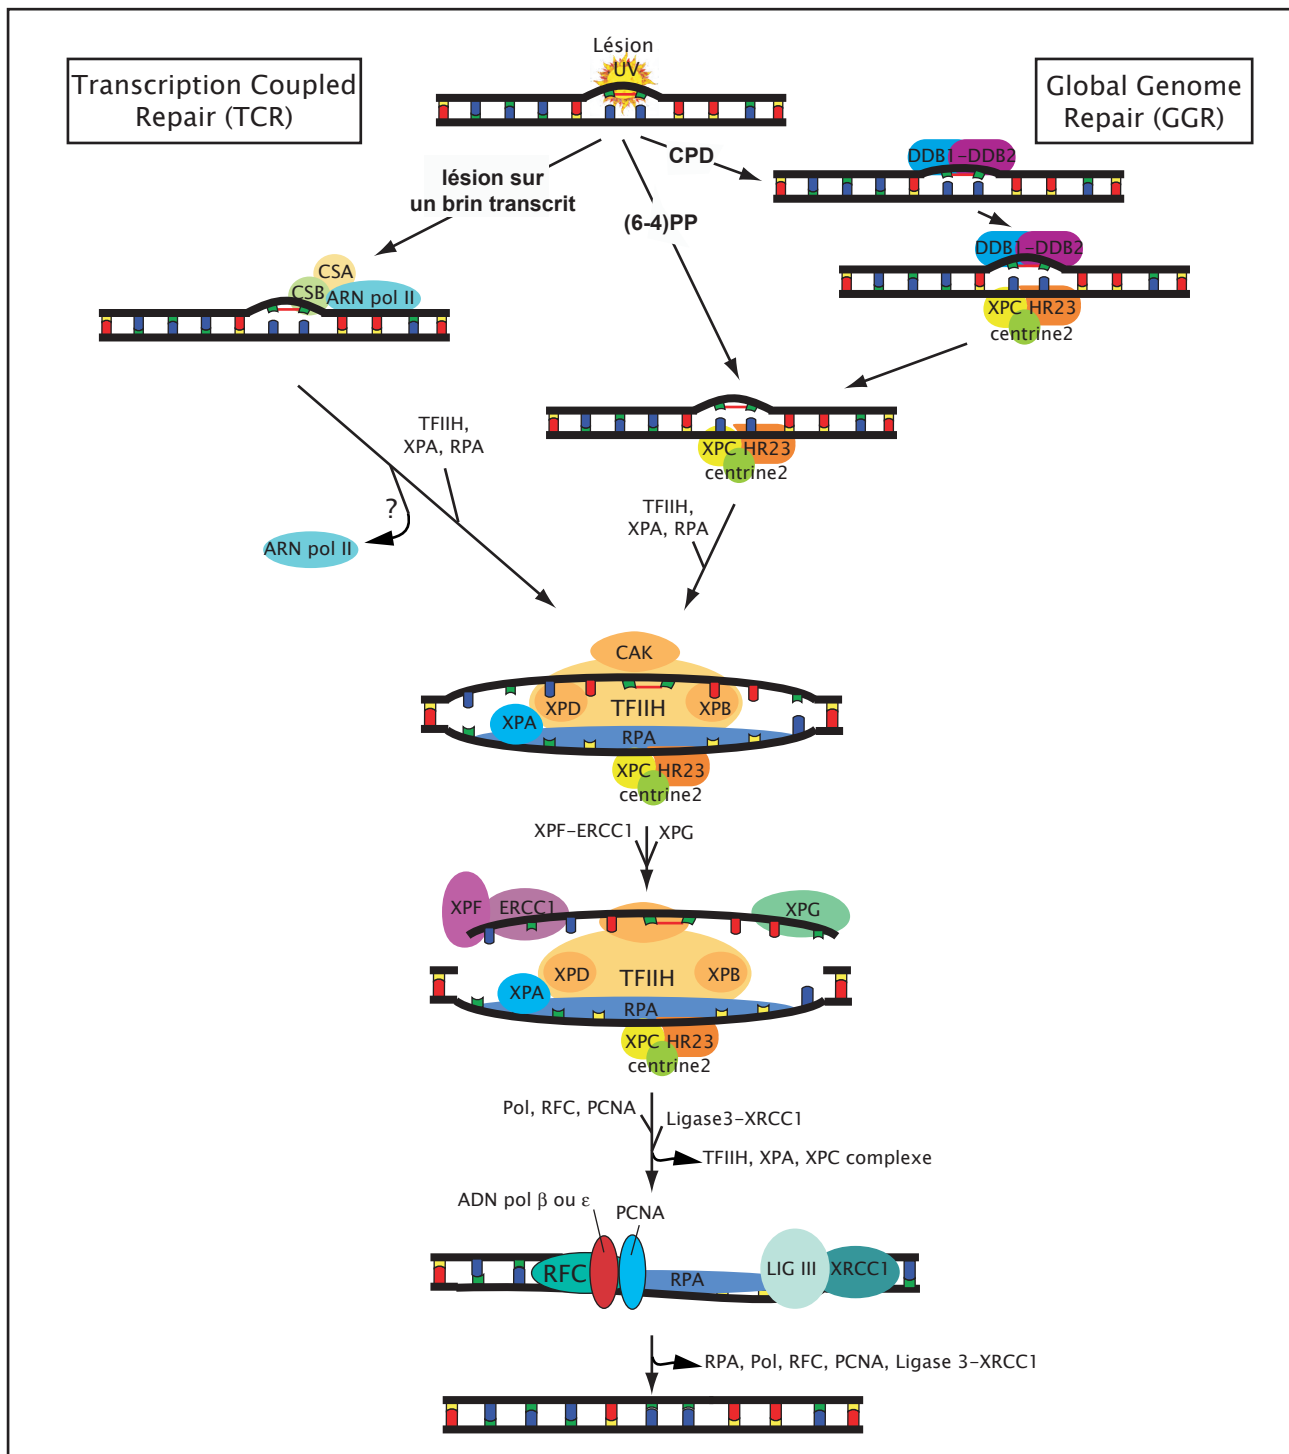 Transcription Coupled
Repair (TCR)
Lésion
UV
Global Genome
Repair (GGR)
CPD
DDB1-DDB2
lésion sur
un brin transcrit
(6-4)PP
DDB1-DDB2
XPC HR23
centrine2
CSA
CSB
ARN pol II
TFIIH,
XPA, RPA
XPC HR23
centrine2
?
ARN pol II
TFIIH,
XPA, RPA
CAK
XPD
TFIIH
XPB
XPA
RPA
XPC HR23
centrine2
XPF-ERCC1
XPG
XPF
ERCC1
XPG
XPD
TFIIH
XPB
XPA
RPA
XPC HR23
centrine2
Pol, RFC, PCNA
Ligase3-XRCC1
TFIIH, XPA, XPC complexe
ADN pol β ou ε
PCNA
RFC
RPA
LIG III
XRCC1
RPA, Pol, RFC, PCNA, Ligase 3-XRCC1